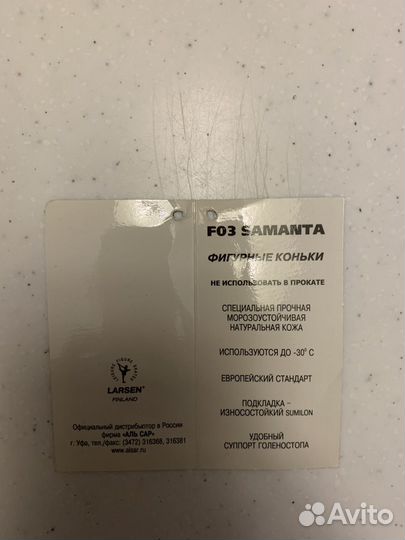 F03 SAMANTA
ФИГУРНЫЕ КОНЬКИ
НЕ ИСПОЛЬЗОВАТЬ В ПРОКАТЕ
СПЕЦИАЛЬНАЯ ПРОЧНАЯ
МОРОЗОУСТОЙЧИВАЯ
НАТУРАЛЬНАЯ КОЖА
ИСПОЛЬЗУЮТСЯ ДО -30° С
ЕВРОПЕЙСКИЙ СТАНДАРТ
ПОДКЛАДКА –
ИЗНОСОСТОЙКИЙ SUMILON
УДОБНЫЙ
СУППОРТ ГОЛЕНОСТОПА
LARSEN®
FINLAND
Официальный дистрибьютор в России
фирма «АЛЬ САР»
г. Уфа, тел./факс: (3472) 316368, 316381
www.alsar.ru
Avito